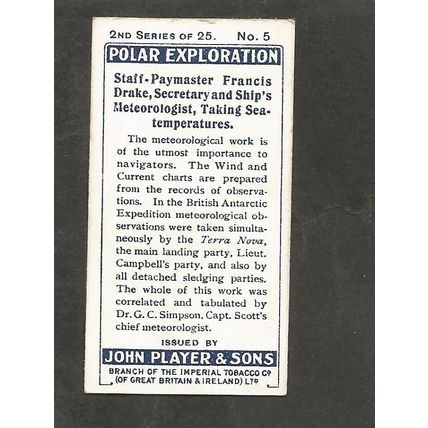 2ND SERIES OF 25. No. 5
POLAR EXPLORATION
Staff-Paymaster Francis
Drake, Secretary and Ship's
Meteorologist, Taking Sea-
temperatures.
The meteorological work is
of the utmost importance to
navigators. The Wind and
Current charts are prepared
from the records of observa-
tions. In the British Antarctic
Expedition meteorological ob-
servations were taken simulta-
neously by the Terra Nova,
the main landing party, Lieut.
Campbell's party, and also by
all detached sledging parties.
The whole of this work was
correlated and tabulated by
Dr. G. C. Simpson, Capt. Scott's
chief meteorologist.
ISSUED BY
JOHN PLAYER & SONS
BRANCH OF THE IMPERIAL TOBACCO CO
(OF GREAT BRITAIN & IRELAND) LTD